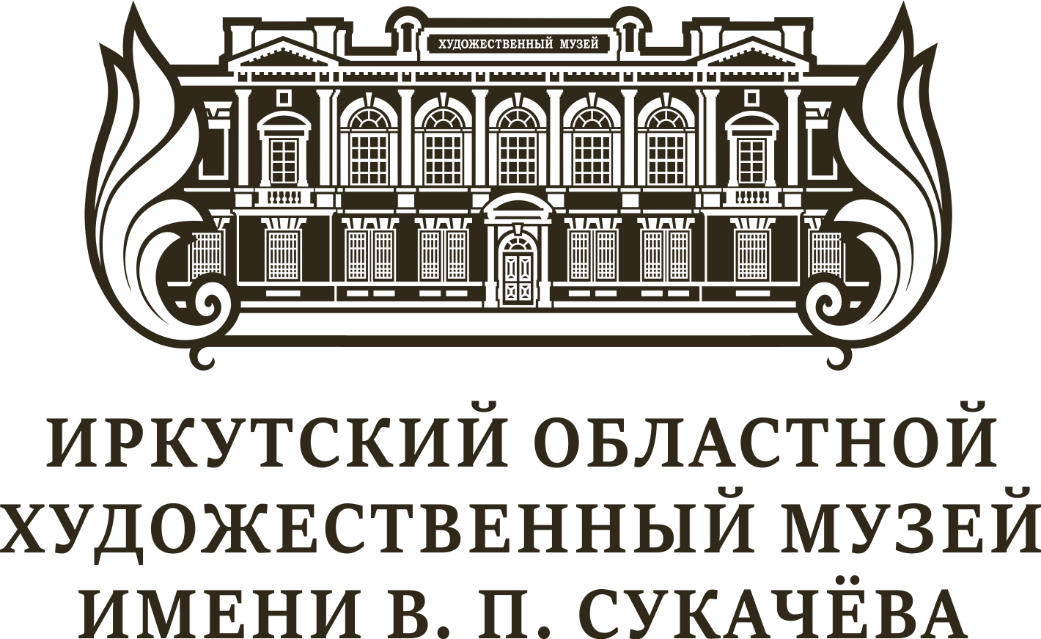 ХУДОЖЕСТВЕННЫЙ МУЗЕЙ
ИРКУТСКИЙ ОБЛАСТНОЙ
ХУДОЖЕСТВЕННЫЙ МУЗЕЙ
ИМЕНИ В. П. СУКАЧЁВА